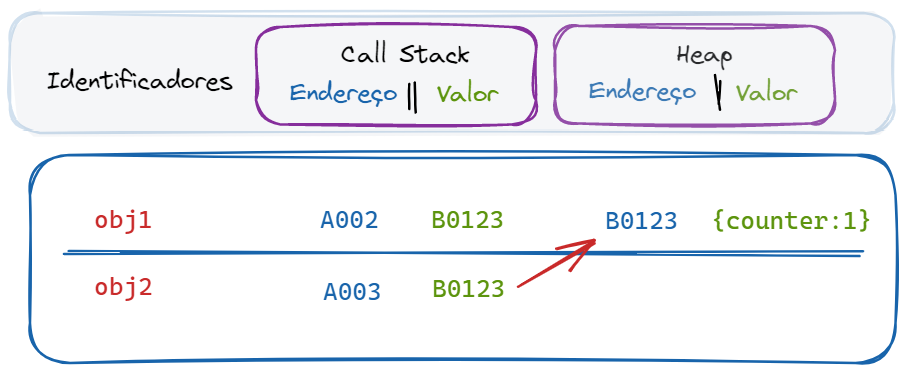 Identificadores
Call Stack
Endereço || Valor
Heap
Endereço | Valor
obj1 A002 B0123 B0123 {counter:1}
obj2 A003 B0123